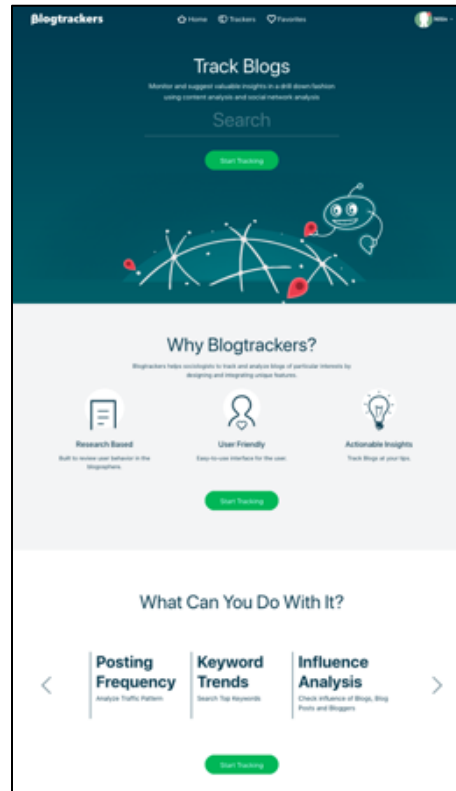 Blogtrackers
Home Trackers Favorites
Track Blogs
Monitor and suggest valuable insights in a drill down fashion
using content analysis and social network analysis
Search
Start Tracking
Why Blogtrackers?
Blogtrackers helps sociologists to track and analyze blogs of particular interests by
designing and integrating unique features.
Research Based
Built to review user behavior in the
blogosphere.
User Friendly
Easy-to-use interface for the user.
Actionable Insights
Track Blogs at your tips.
Start Tracking
What Can You Do With It?
Posting
Frequency
Analyze Traffic Pattern
Keyword
Trends
Search Top Keywords
Influence
Analysis
Check influence of Blogs, Blog
Posts and Bloggers
Start Tracking